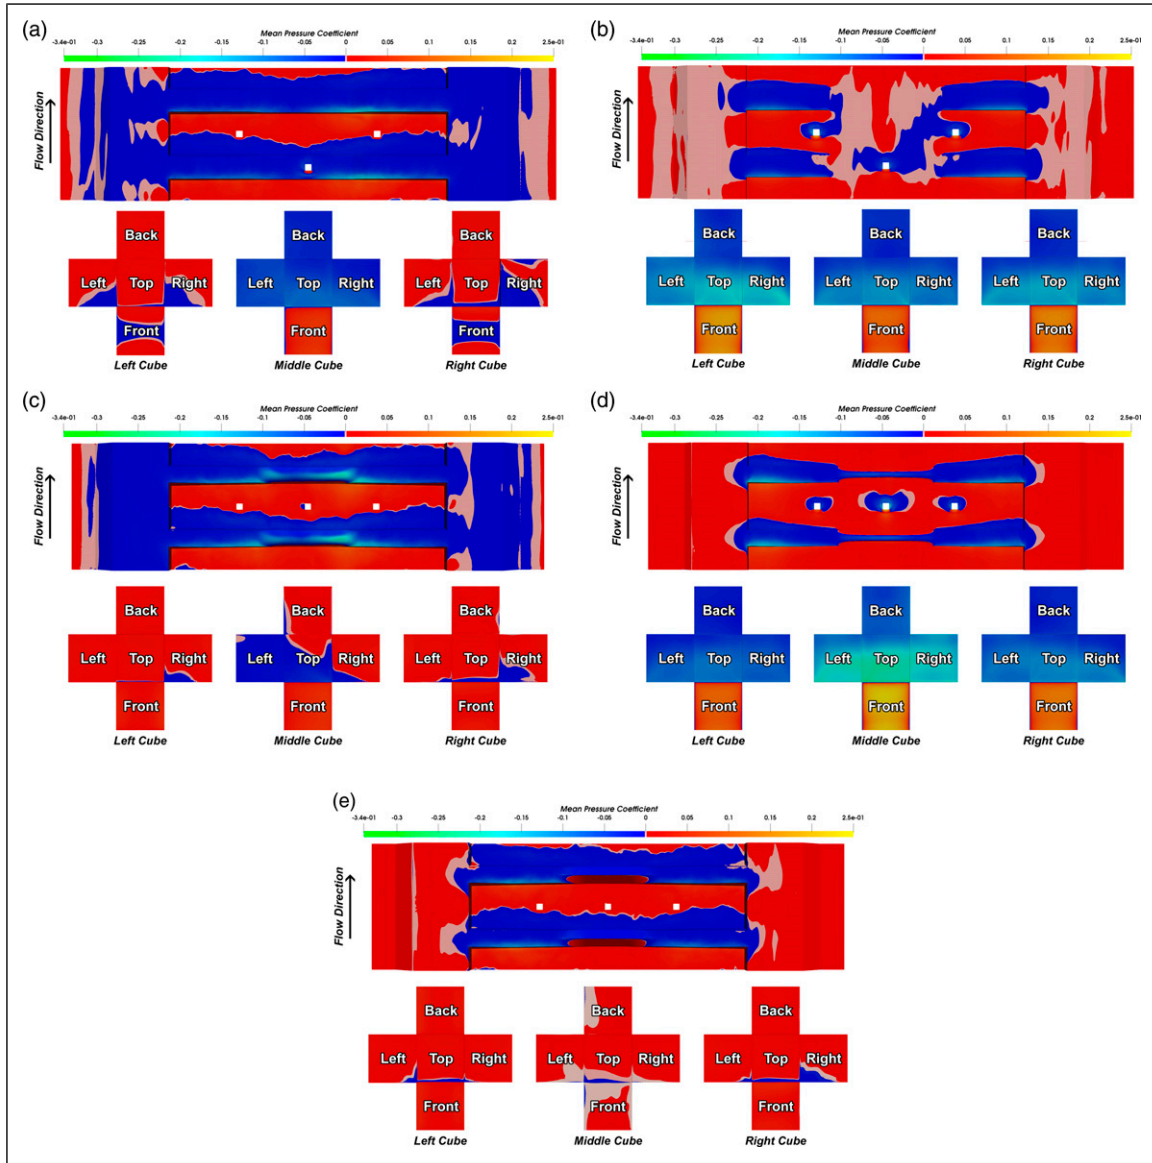 (a)
Mean Pressure Coefficient
-3.4e-01 -0.3 -0.25 -0.2 -0.15 -0.1 -0.05 0 0.05 0.1 0.15 0.2 2.5e-01
Flow Direction
Back Back Back
Left Top Right Left Top Right Left Top Right
Front Front Front
Left Cube Middle Cube Right Cube
(b)
Mean Pressure Coefficient
-3.4e-01 -0.3 -0.25 -0.2 -0.15 -0.1 -0.05 0 0.05 0.1 0.15 0.2 2.5e-01
Flow Direction
Back Back Back
Left Top Right Left Top Right Left Top Right
Front Front Front
Left Cube Middle Cube Right Cube
(c)
Mean Pressure Coefficient
-3.4e-01 -0.3 -0.25 -0.2 -0.15 -0.1 -0.05 0 0.05 0.1 0.15 0.2 2.5e-01
Flow Direction
Back Back Back
Left Top Right Left Top Right Left Top Right
Front Front Front
Left Cube Middle Cube Right Cube
(d)
Mean Pressure Coefficient
-3.4e-01 -0.3 -0.25 -0.2 -0.15 -0.1 -0.05 0 0.05 0.1 0.15 0.2 2.5e-01
Flow Direction
Back Back Back
Left Top Right Left Top Right Left Top Right
Front Front Front
Left Cube Middle Cube Right Cube
(e)
Mean Pressure Coefficient
-3.4e-01 -0.3 -0.25 -0.2 -0.15 -0.1 -0.05 0 0.05 0.1 0.15 0.2 2.5e-01
Flow Direction
Back Back Back
Left Top Right Left Top Right Left Top Right
Front Front Front
Left Cube Middle Cube Right Cube